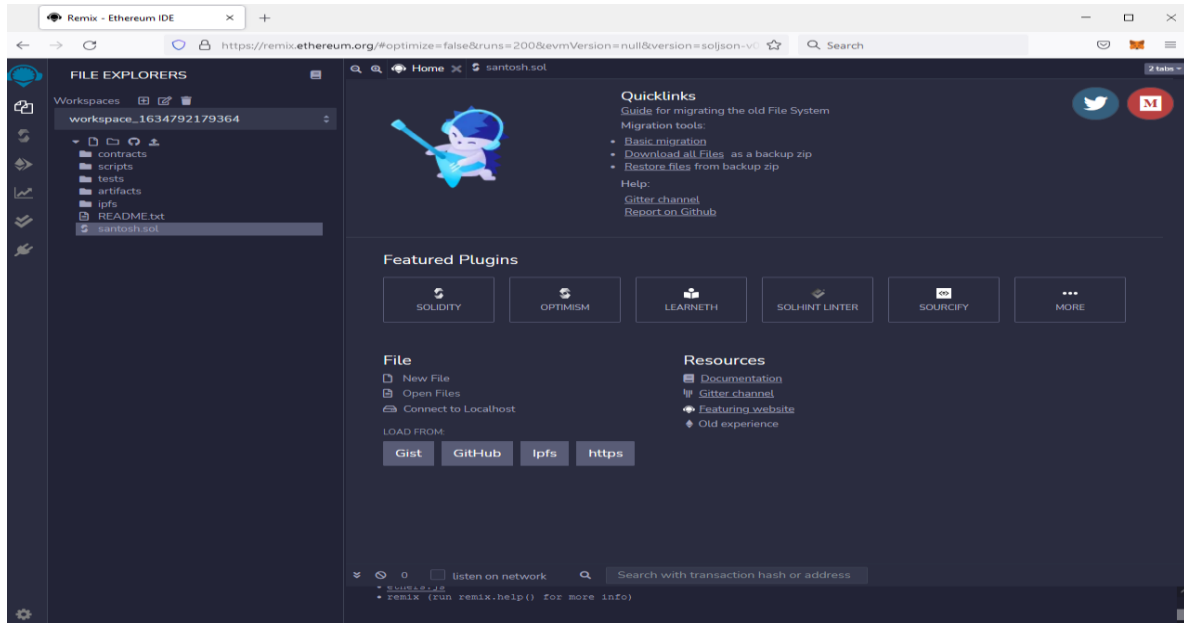 Remix - Ethereum IDE
https://remix.ethereum.org/#optimize=false&runs=200&evmVersion=null&version=soljson-v0
Search
FILE EXPLORERS
Home
santosh.sol
2 tabs
Workspaces
workspace_1634792179364
contracts
scripts
tests
artifacts
ipfs
README.txt
santosh.sol
Quicklinks
Guide for migrating the old File System
Migration tools:
• Basic migration
• Download all Files as a backup zip
• Restore files from backup zip
Help:
Gitter channel
Report on Github
M
Featured Plugins
SOLIDITY
OPTIMISM
LEARNETH
SOLHINT LINTER
SOURCIFY
MORE
File
New File
Open Files
Connect to Localhost
LOAD FROM:
Gist
GitHub
Ipfs
https
Resources
Documentation
Gitter channel
Featuring website
Old experience
0
listen on network
Search with transaction hash or address
• ethers.js
• remix (run remix.help() for more info)